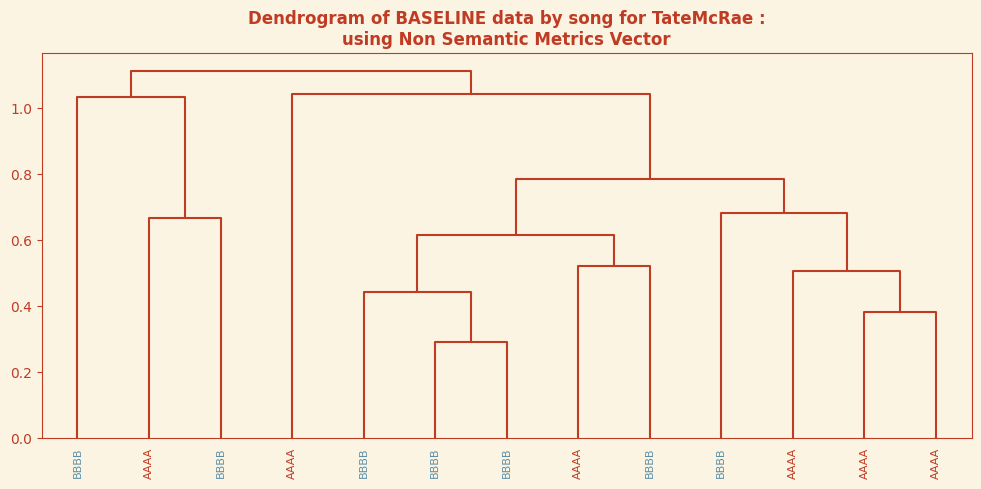 Dendrogram of BASELINE data by song for TateMcRae :
using Non Semantic Metrics Vector
1.0
0.8
0.6
0.4
0.2
0.0
BBBB
AAAA
BBBB
AAAA
BBBB
BBBB
BBBB
AAAA
BBBB
BBBB
AAAA
AAAA
AAAA